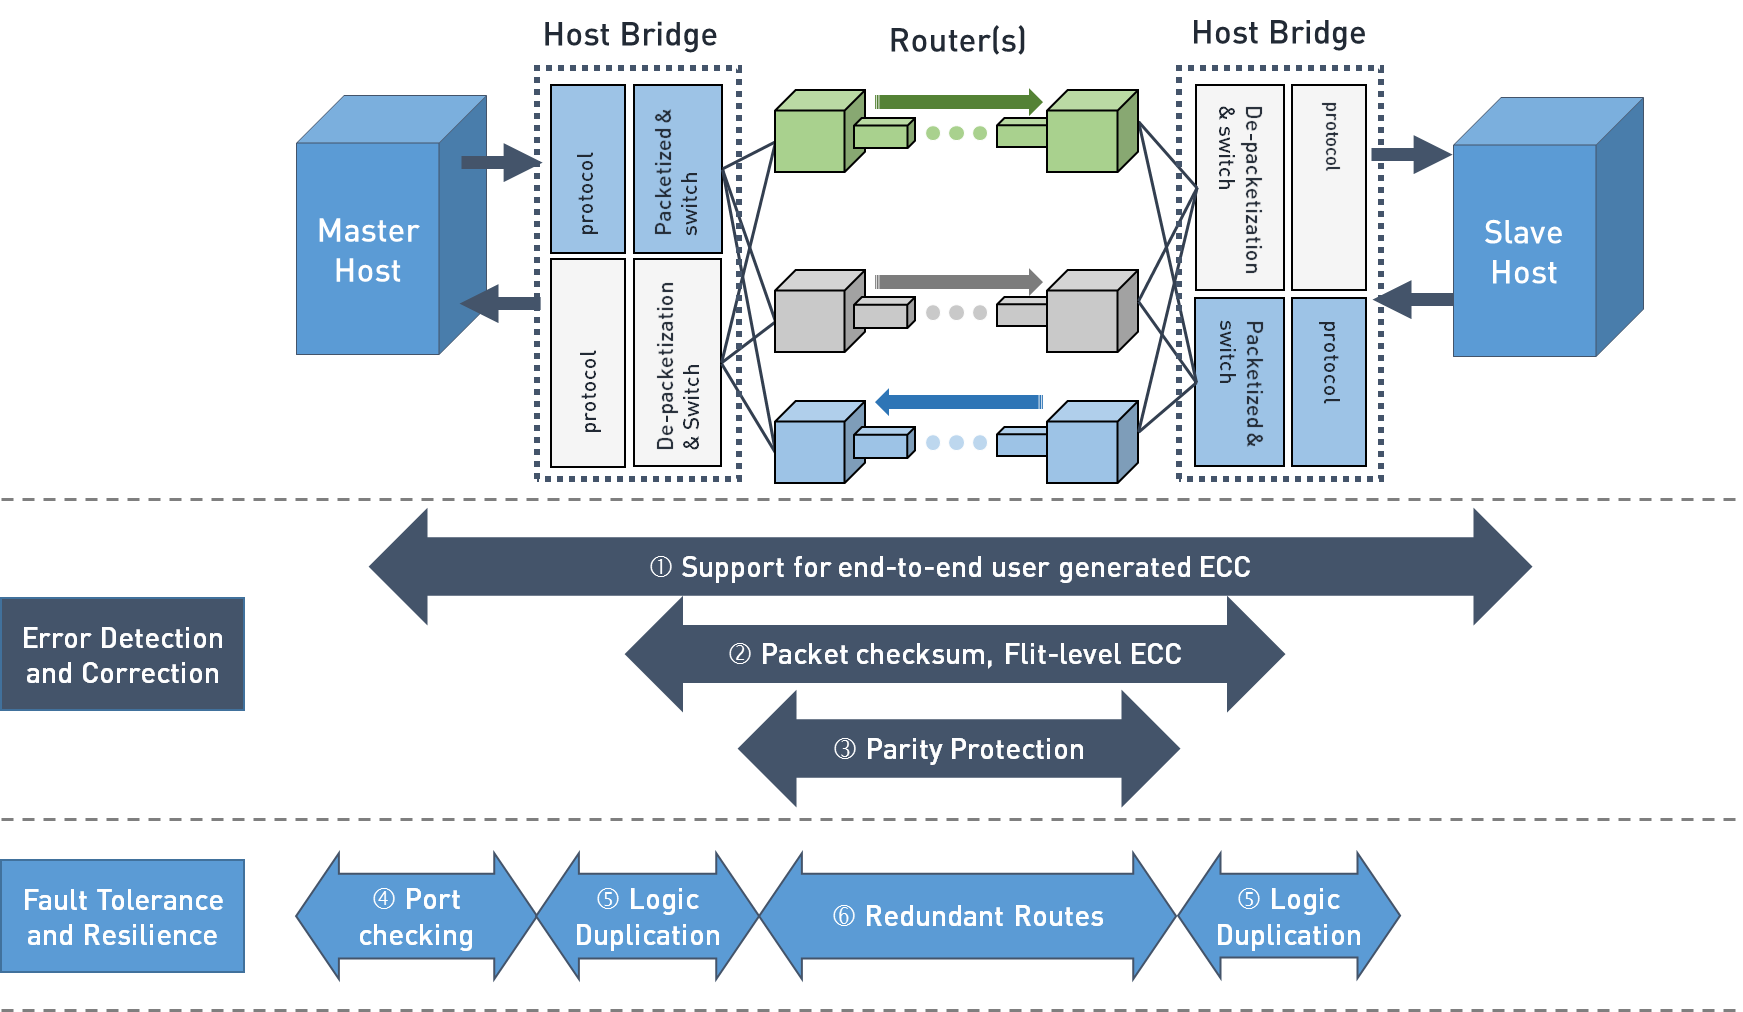 Host Bridge
Router(s)
Host Bridge
Master
Host
protocol
Packetized &
switch
protocol
De-packetization
& Switch
De-packetization
& switch
protocol
Packetized &
switch
protocol
Slave
Host
① Support for end-to-end user generated ECC
Error Detection
and Correction
② Packet checksum, Flit-level ECC
③ Parity Protection
Fault Tolerance
and Resilience
④ Port
checking
⑤ Logic
Duplication
⑥ Redundant Routes
⑤ Logic
Duplication